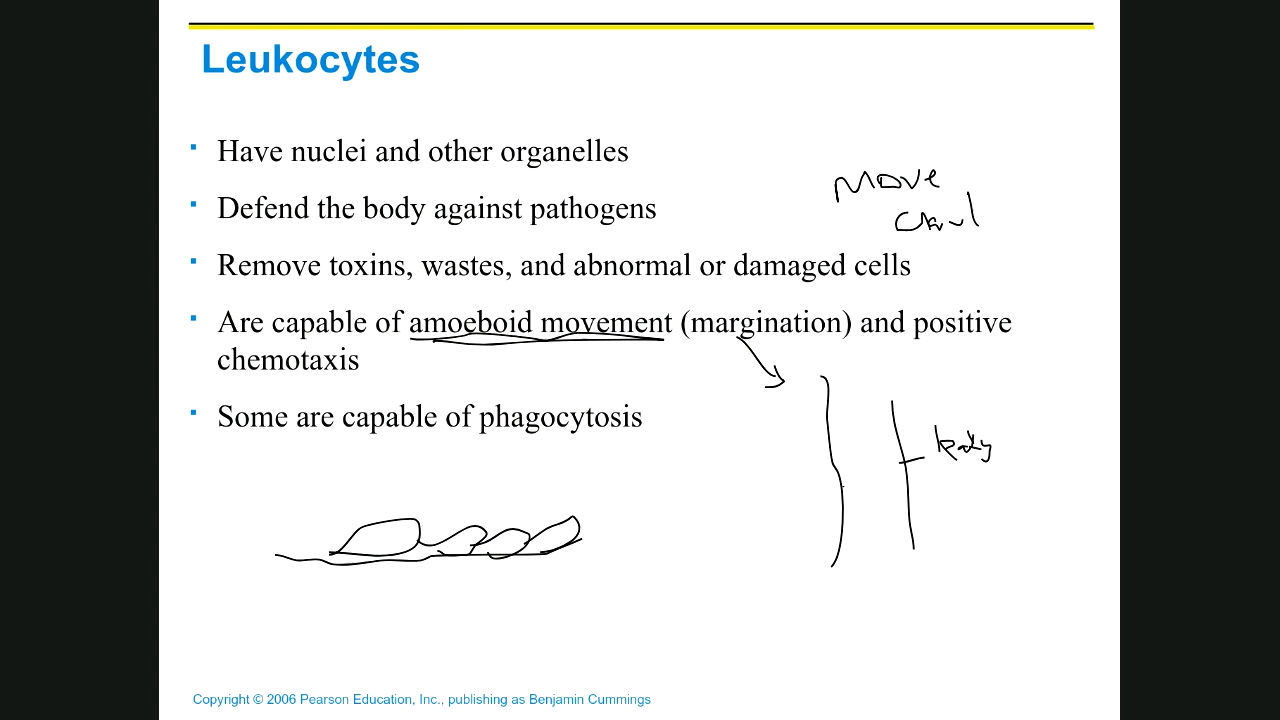 Leukocytes
▪ Have nuclei and other organelles
move
▪ Defend the body against pathogens
crawl
▪ Remove toxins, wastes, and abnormal or damaged cells
▪ Are capable of amoeboid movement (margination) and positive
chemotaxis
▪ Some are capable of phagocytosis
body
Copyright © 2006 Pearson Education, Inc., publishing as Benjamin Cummings